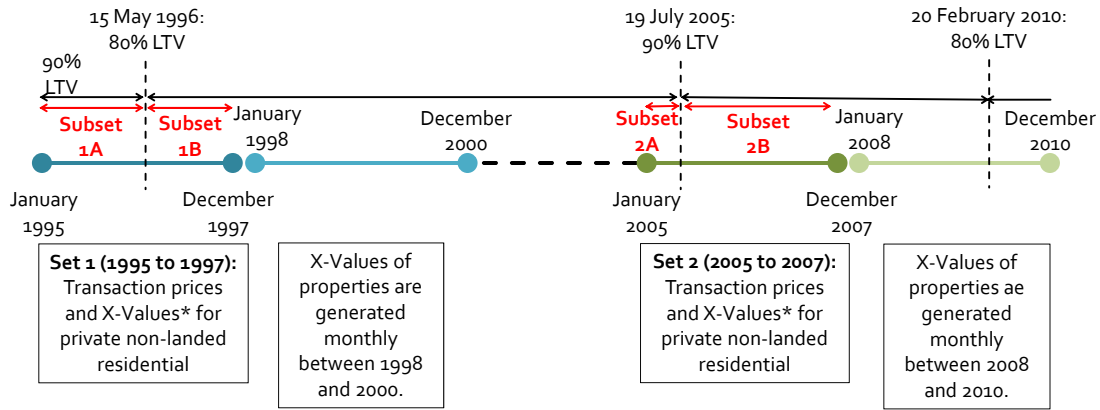 15 May 1996:
80% LTV
19 July 2005:
90% LTV
20 February 2010:
80% LTV
90%
LTV
Subset
1A
Subset
1B
January
1998
December
2000
Subset
2A
Subset
2B
January
2008
December
2010
January
1995
December
1997
January
2005
December
2007
Set 1 (1995 to 1997):
Transaction prices
and X-Values* for
private non-landed
residential
X-Values of
properties are
generated
monthly
between 1998
and 2000.
Set 2 (2005 to 2007):
Transaction prices
and X-Values* for
private non-landed
residential
X-Values of
properties ae
generated
monthly
between 2008
and 2010.